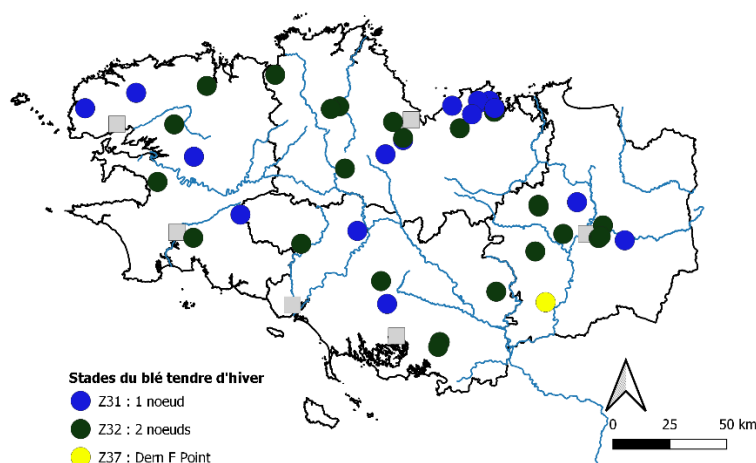 Stades du blé tendre d'hiver
Z31 : 1 noeud
Z32 : 2 noeuds
Z37 : Dern F Point
0 25 50 km